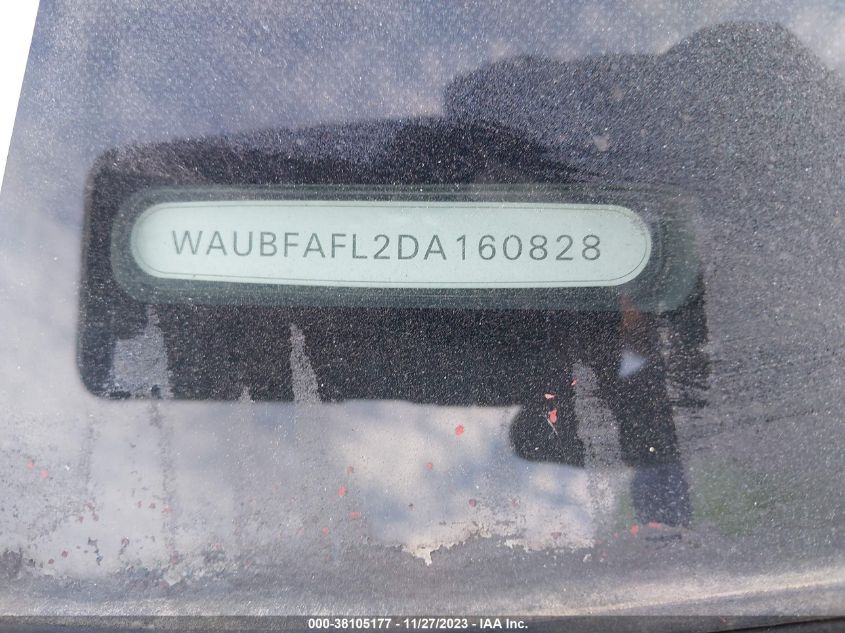 WAUBFAFL2DA160828
000-38105177 - 11/27/2023 - IAA Inc.